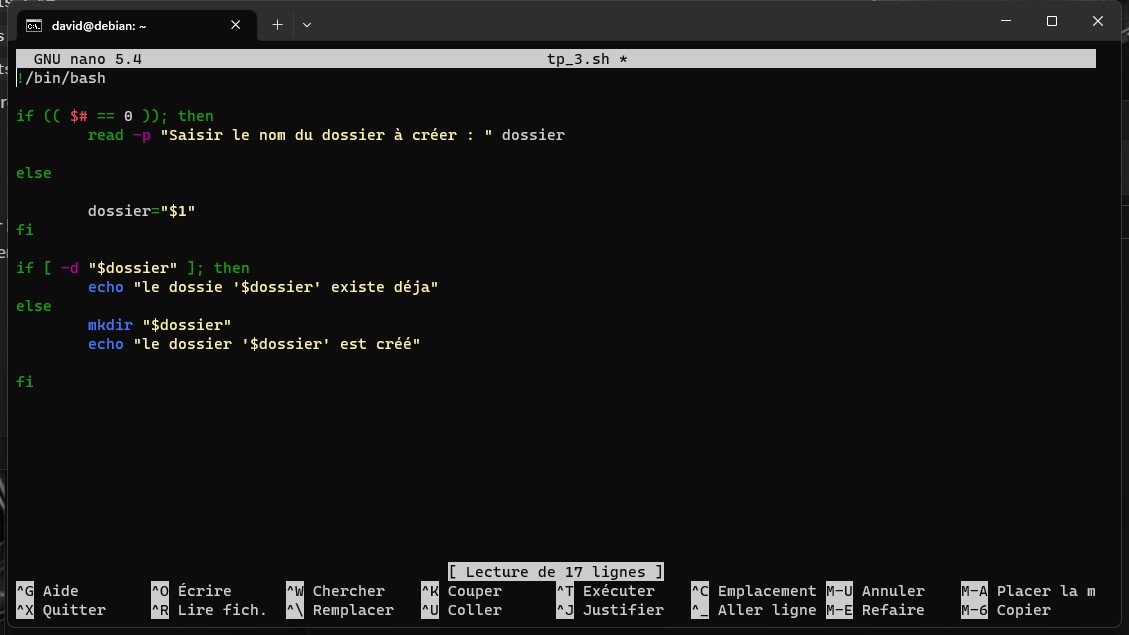 david@debian: ~
GNU nano 5.4 tp_3.sh *
!/bin/bash
if (( $# == 0 )); then
read -p "Saisir le nom du dossier à créer : " dossier
else
dossier="$1"
fi
if [ -d "$dossier" ]; then
echo "le dossie '$dossier' existe déja"
else
mkdir "$dossier"
echo "le dossier '$dossier' est créé"
fi
[ Lecture de 17 lignes ]
^G Aide ^O Écrire ^W Chercher ^K Couper ^T Exécuter ^C Emplacement M-U Annuler M-A Placer la m
^X Quitter ^R Lire fich. ^\ Remplacer ^U Coller ^J Justifier ^_ Aller ligne M-E Refaire M-6 Copier